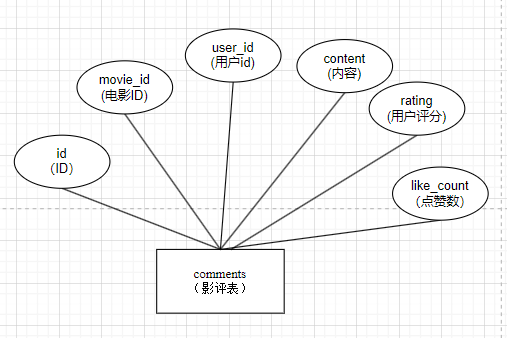 user_id
(用户id)
content
(内容)
movie_id
(电影ID)
rating
(用户评分)
id
（ID）
like_count
（点赞数）
comments
（影评表）